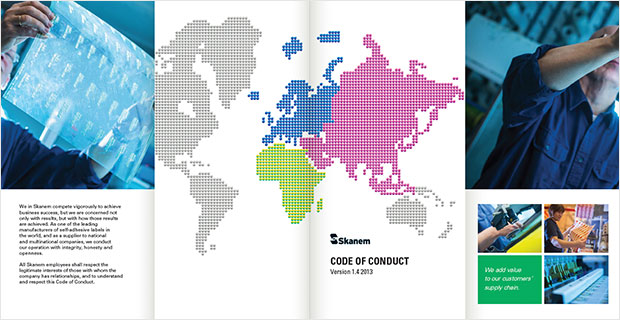 We in Skanem compete vigorously to achieve
business success, but we are concerned not
only with results, but with how those results
are achieved. As one of the leading
manufacturers of self-adhesive labels in
the world, and as a supplier to national
and multinational companies, we conduct
our operation with integrity, honesty and
openness.
All Skanem employees shall respect the
legitimate interests of those with whom the
company has relationships, and to understand
and respect this Code of Conduct.
Skanem
CODE OF CONDUCT
Version 1.4 2013
We add value
to our customers'
supply chain.